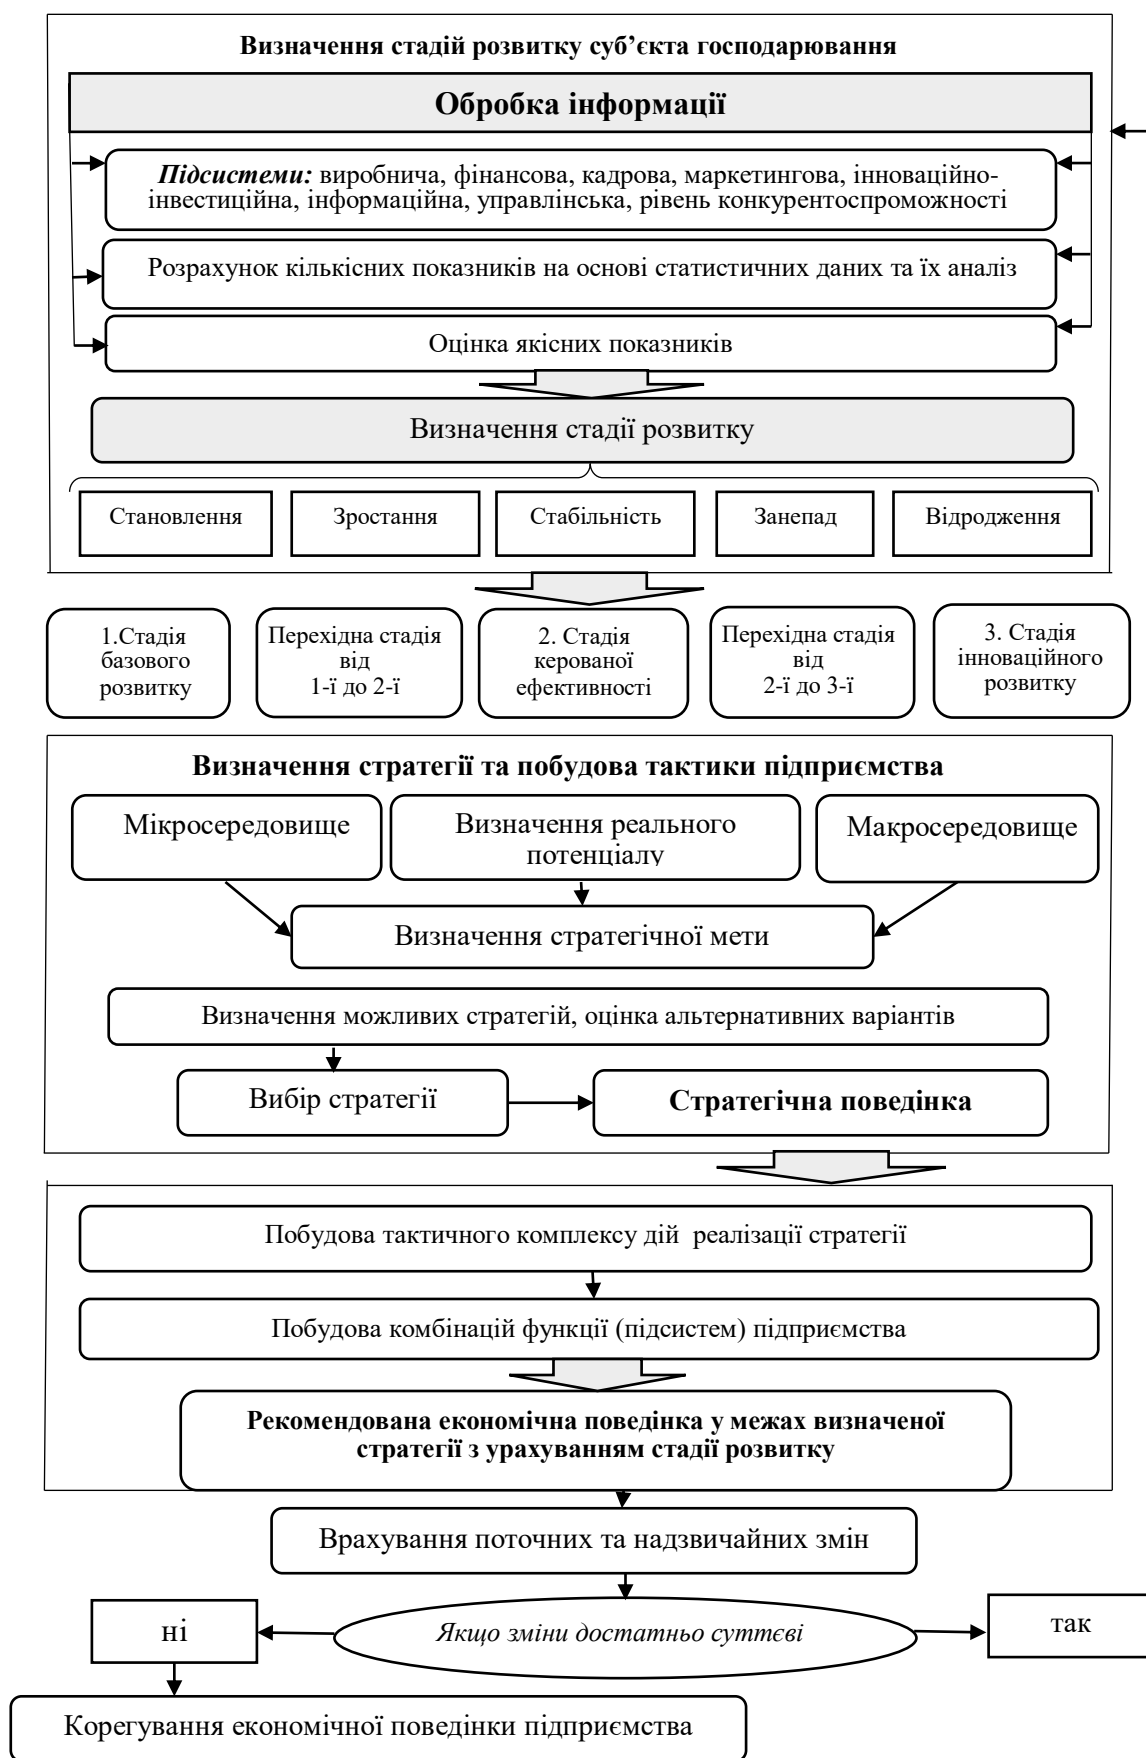 Визначення стадій розвитку суб’єкта господарювання
Обробка інформації
Підсистеми: виробнича, фінансова, кадрова, маркетингова, інноваційно-
інвестиційна, інформаційна, управлінська, рівень конкурентоспроможності
Розрахунок кількісних показників на основі статистичних даних та їх аналіз
Оцінка якісних показників
Визначення стадії розвитку
Становлення
Зростання
Стабільність
Занепад
Відродження
1.Стадія
базового
розвитку
Перехідна стадія
від
1-ї до 2-ї
2. Стадія
керованої
ефективності
Перехідна стадія
від
2-ї до 3-ї
3. Стадія
інноваційного
розвитку
Визначення стратегії та побудова тактики підприємства
Мікросередовище
Визначення реального
потенціалу
Макросередовище
Визначення стратегічної мети
Визначення можливих стратегій, оцінка альтернативних варіантів
Вибір стратегії
Стратегічна поведінка
Побудова тактичного комплексу дій реалізації стратегії
Побудова комбінацій функції (підсистем) підприємства
Рекомендована економічна поведінка у межах визначеної
стратегії з урахуванням стадії розвитку
Врахування поточних та надзвичайних змін
ні
Якщо зміни достатньо суттєві
так
Корегування економічної поведінки підприємства